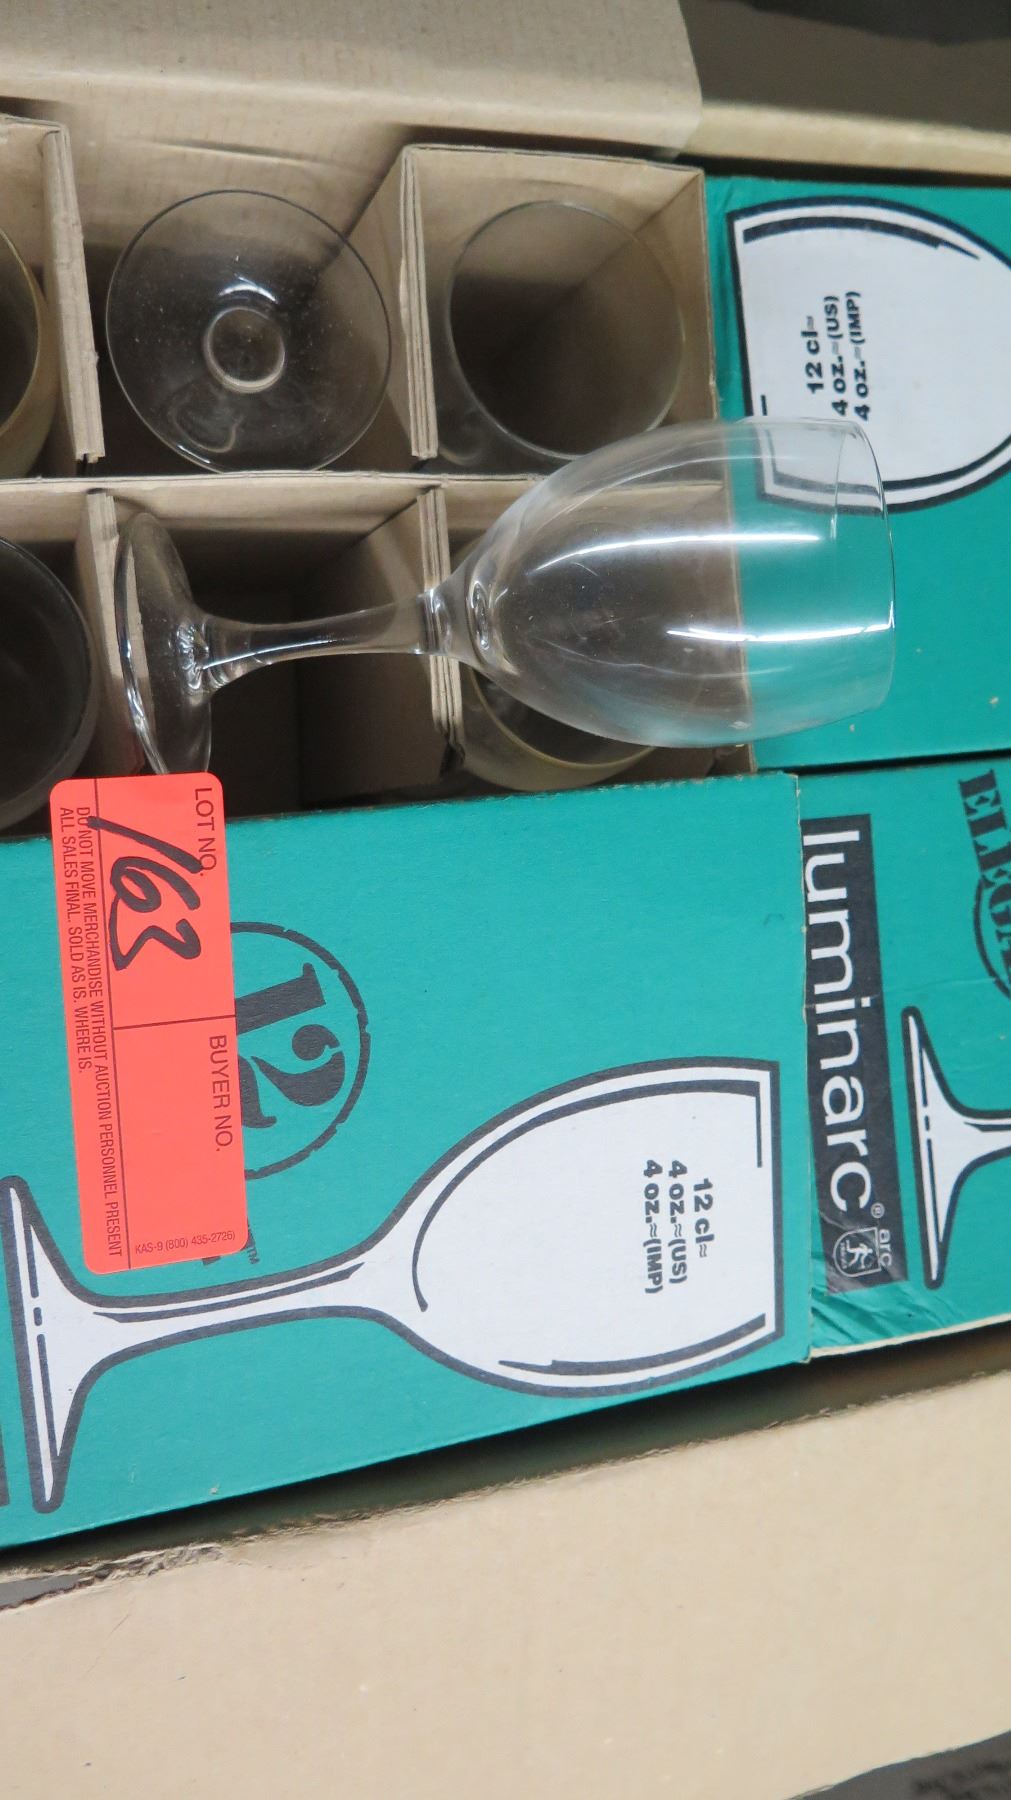 12 cl≈
4 oz.≈(US)
4 oz.≈(IMP)
luminarc®
arc
LOT NO.
163
BUYER NO.
DO NOT MOVE MERCHANDISE WITHOUT AUCTION PERSONNEL PRESENT
ALL SALES FINAL. SOLD AS IS. WHERE IS.
KAS-9 (800) 435-2726)
12
TM
12 cl≈
4 oz.≈(US)
4 oz.≈(IMP)